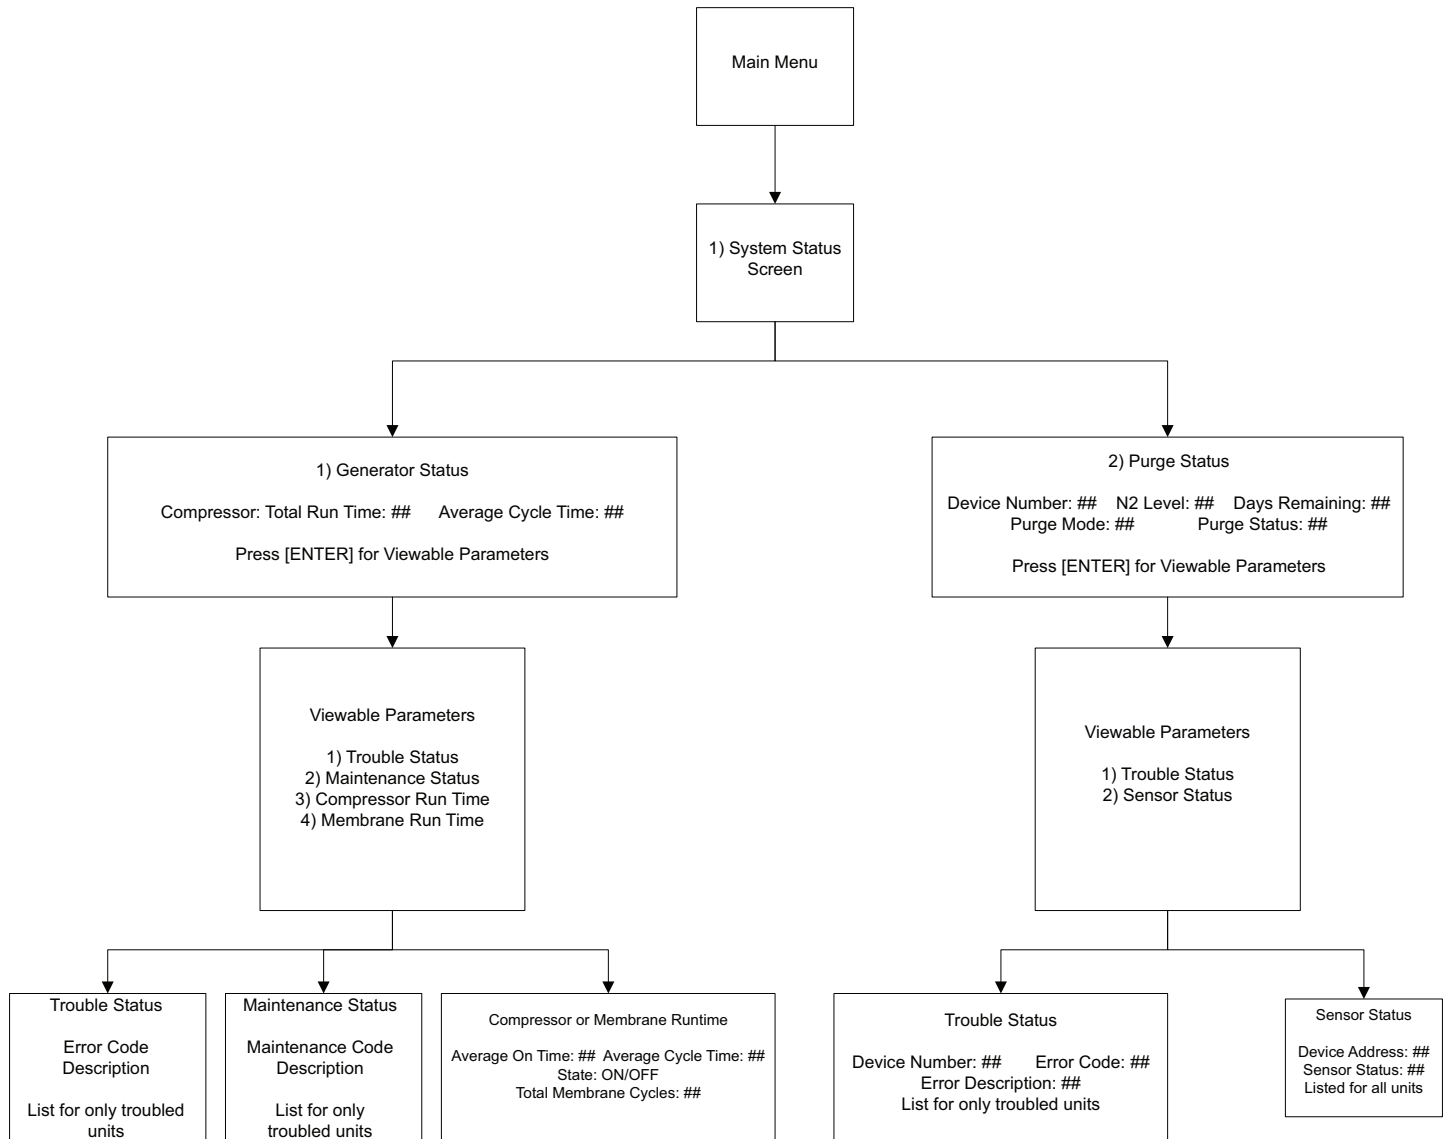 Main Menu
1) System Status
Screen
1) Generator Status
Compressor: Total Run Time: ## Average Cycle Time: ##
Press [ENTER] for Viewable Parameters
2) Purge Status
Device Number: ## N2 Level: ## Days Remaining: ##
Purge Mode: ## Purge Status: ##
Press [ENTER] for Viewable Parameters
Viewable Parameters
1) Trouble Status
2) Maintenance Status
3) Compressor Run Time
4) Membrane Run Time
Viewable Parameters
1) Trouble Status
2) Sensor Status
Trouble Status
Error Code
Description
List for only troubled
units
Maintenance Status
Maintenance Code
Description
List for only
troubled units
Compressor or Membrane Runtime
Average On Time: ## Average Cycle Time: ##
State: ON/OFF
Total Membrane Cycles: ##
Trouble Status
Device Number: ## Error Code: ##
Error Description: ##
List for only troubled units
Sensor Status
Device Address: ##
Sensor Status: ##
Listed for all units